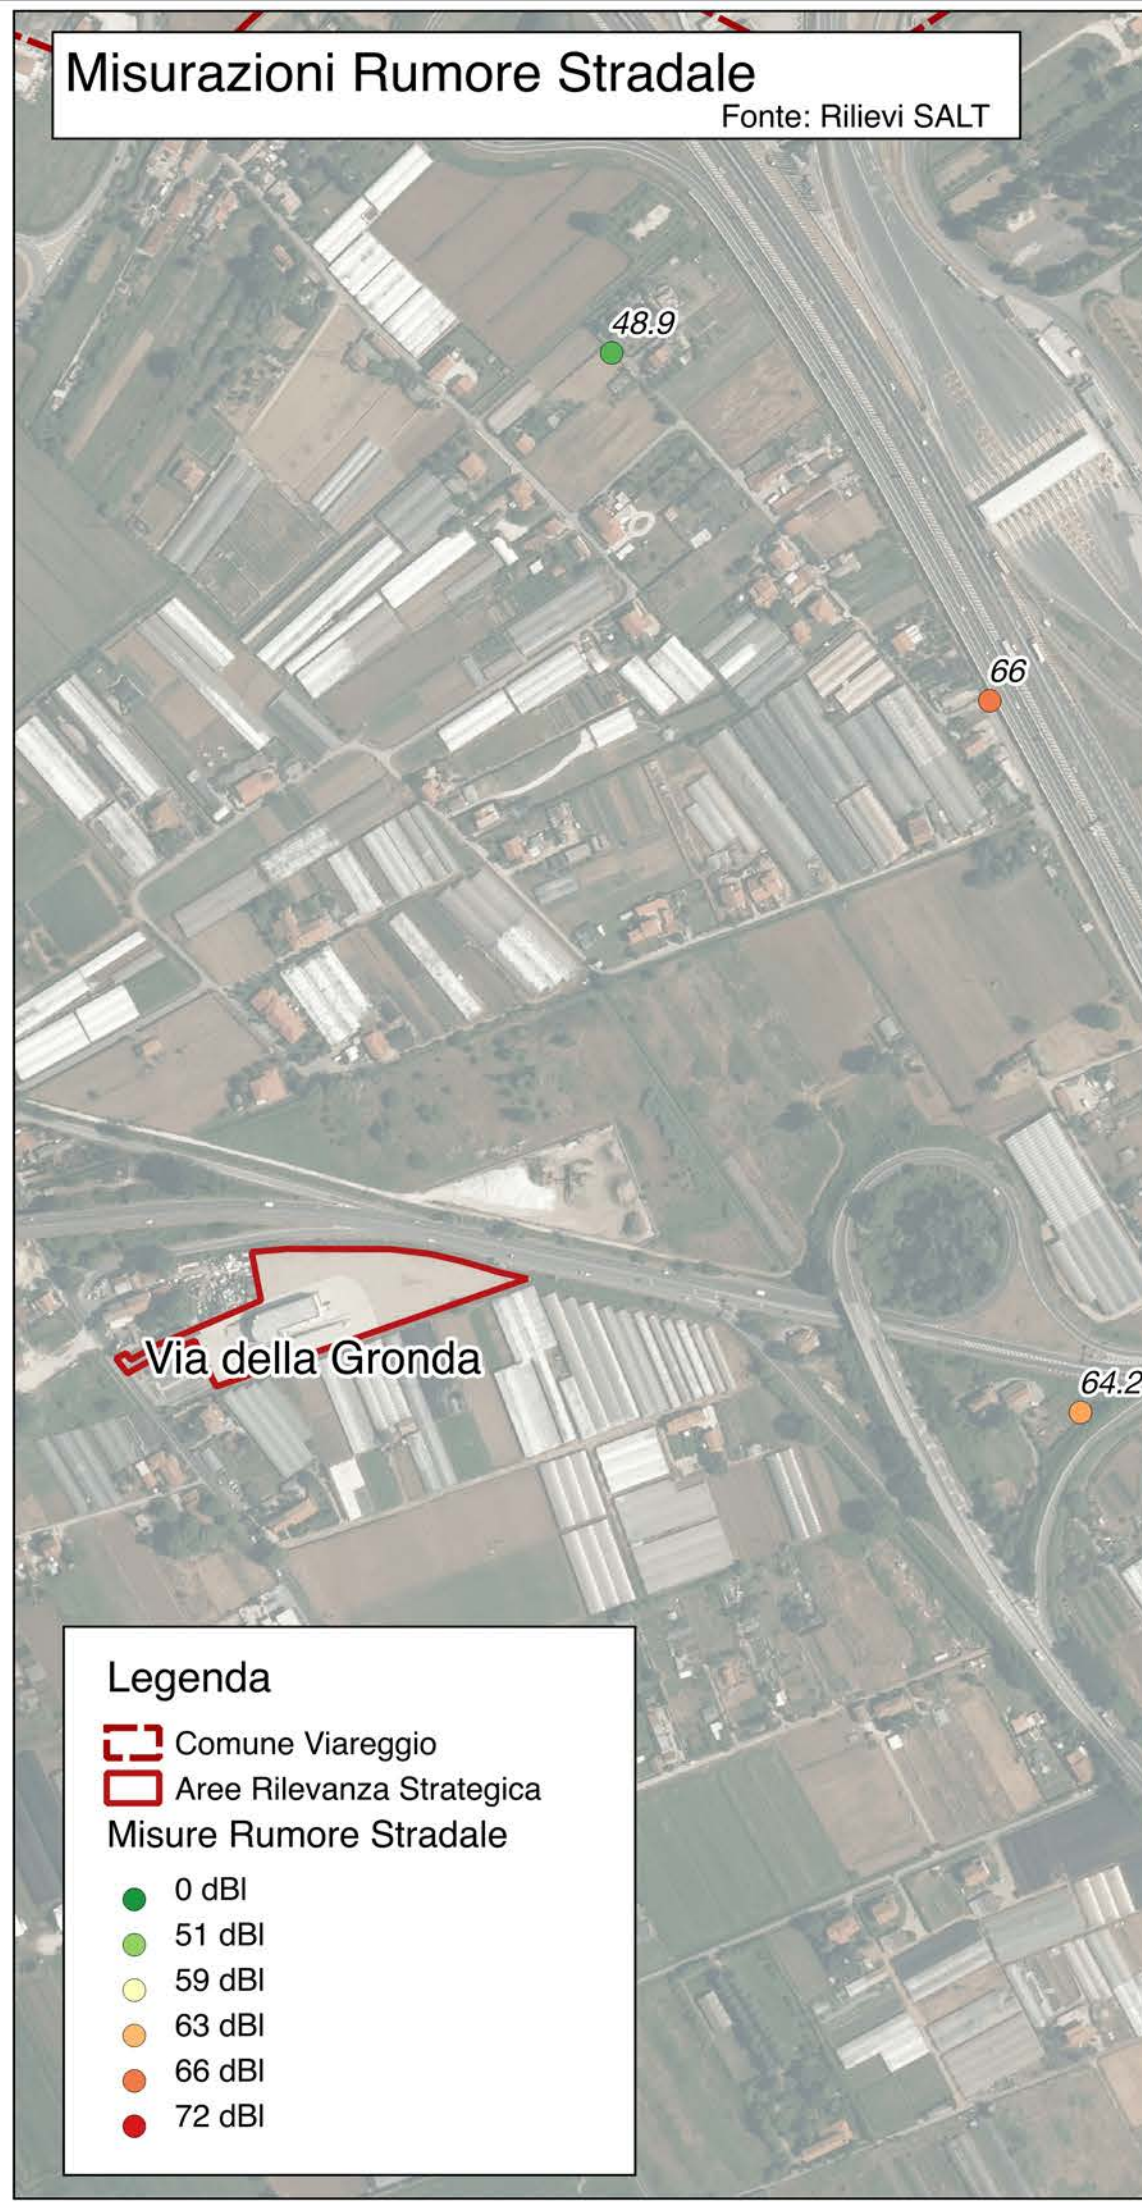 Misurazioni Rumore Stradale
Fonte: Rilievi SALT
48.9
66
Via della Gronda
64.2
Legenda
Comune Viareggio
Aree Rilevanza Strategica
Misure Rumore Stradale
0 dBl
51 dBl
59 dBl
63 dBl
66 dBl
72 dBl